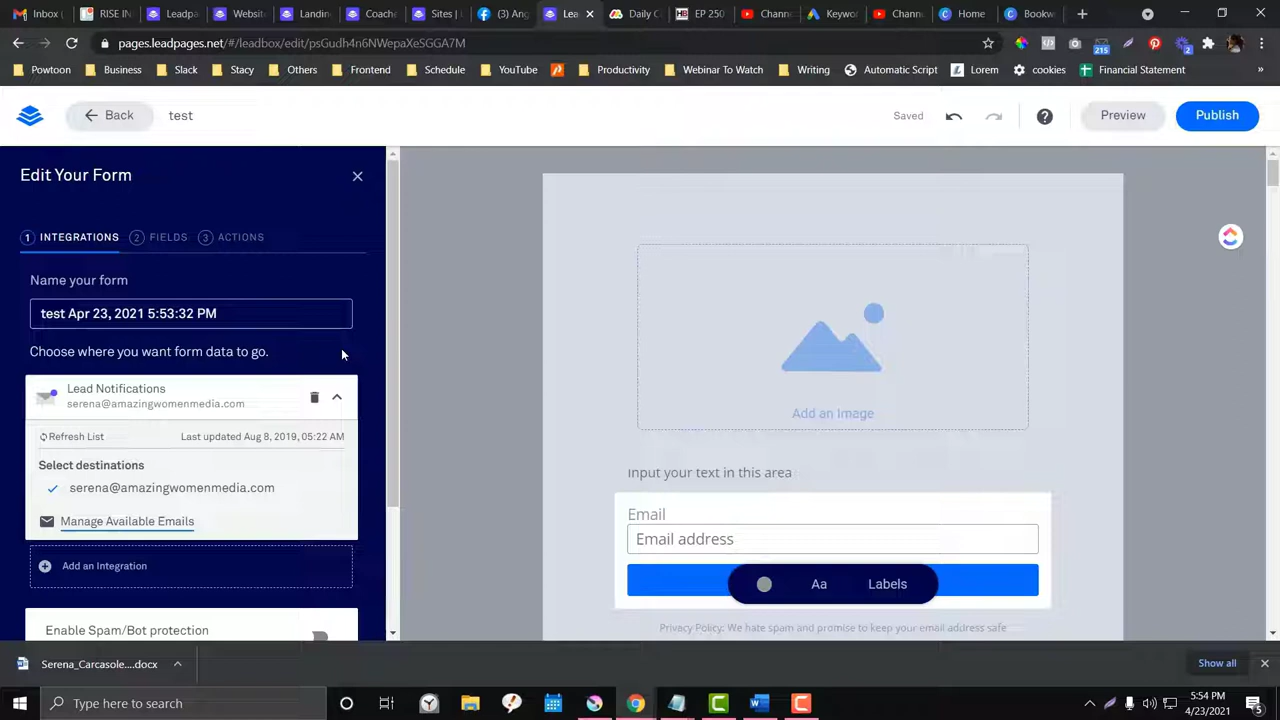 Inbox (
RISE IN
Leadpa
Website
Landin
Coache
Sites | L
(3) Ang
Lea
Daily C
EP 250
Channe
Keywor
Channe
Home
Bookw
pages.leadpages.net/#/leadbox/edit/psGudh4n6NWepaXeSGGA7M
215
2
Powtoon
Business
Slack
Stacy
Others
Frontend
Schedule
YouTube
Productivity
Webinar To Watch
Writing
Automatic Script
Lorem
cookies
Financial Statement
Back
test
Saved
Preview
Publish
Edit Your Form
1 INTEGRATIONS
2 FIELDS
3 ACTIONS
Name your form
test Apr 23, 2021 5:53:32 PM
Choose where you want form data to go.
Lead Notifications
serena@amazingwomenmedia.com
Refresh List
Last updated Aug 8, 2019, 05:22 AM
Select destinations
serena@amazingwomenmedia.com
Manage Available Emails
Add an Integration
Enable Spam/Bot protection
Add an Image
Input your text in this area
Email
Email address
Aa
Labels
Privacy Policy: We hate spam and promise to keep your email address safe
Serena_Carcasole....docx
Show all
Type here to search
5:54 PM
4/23/2021
5